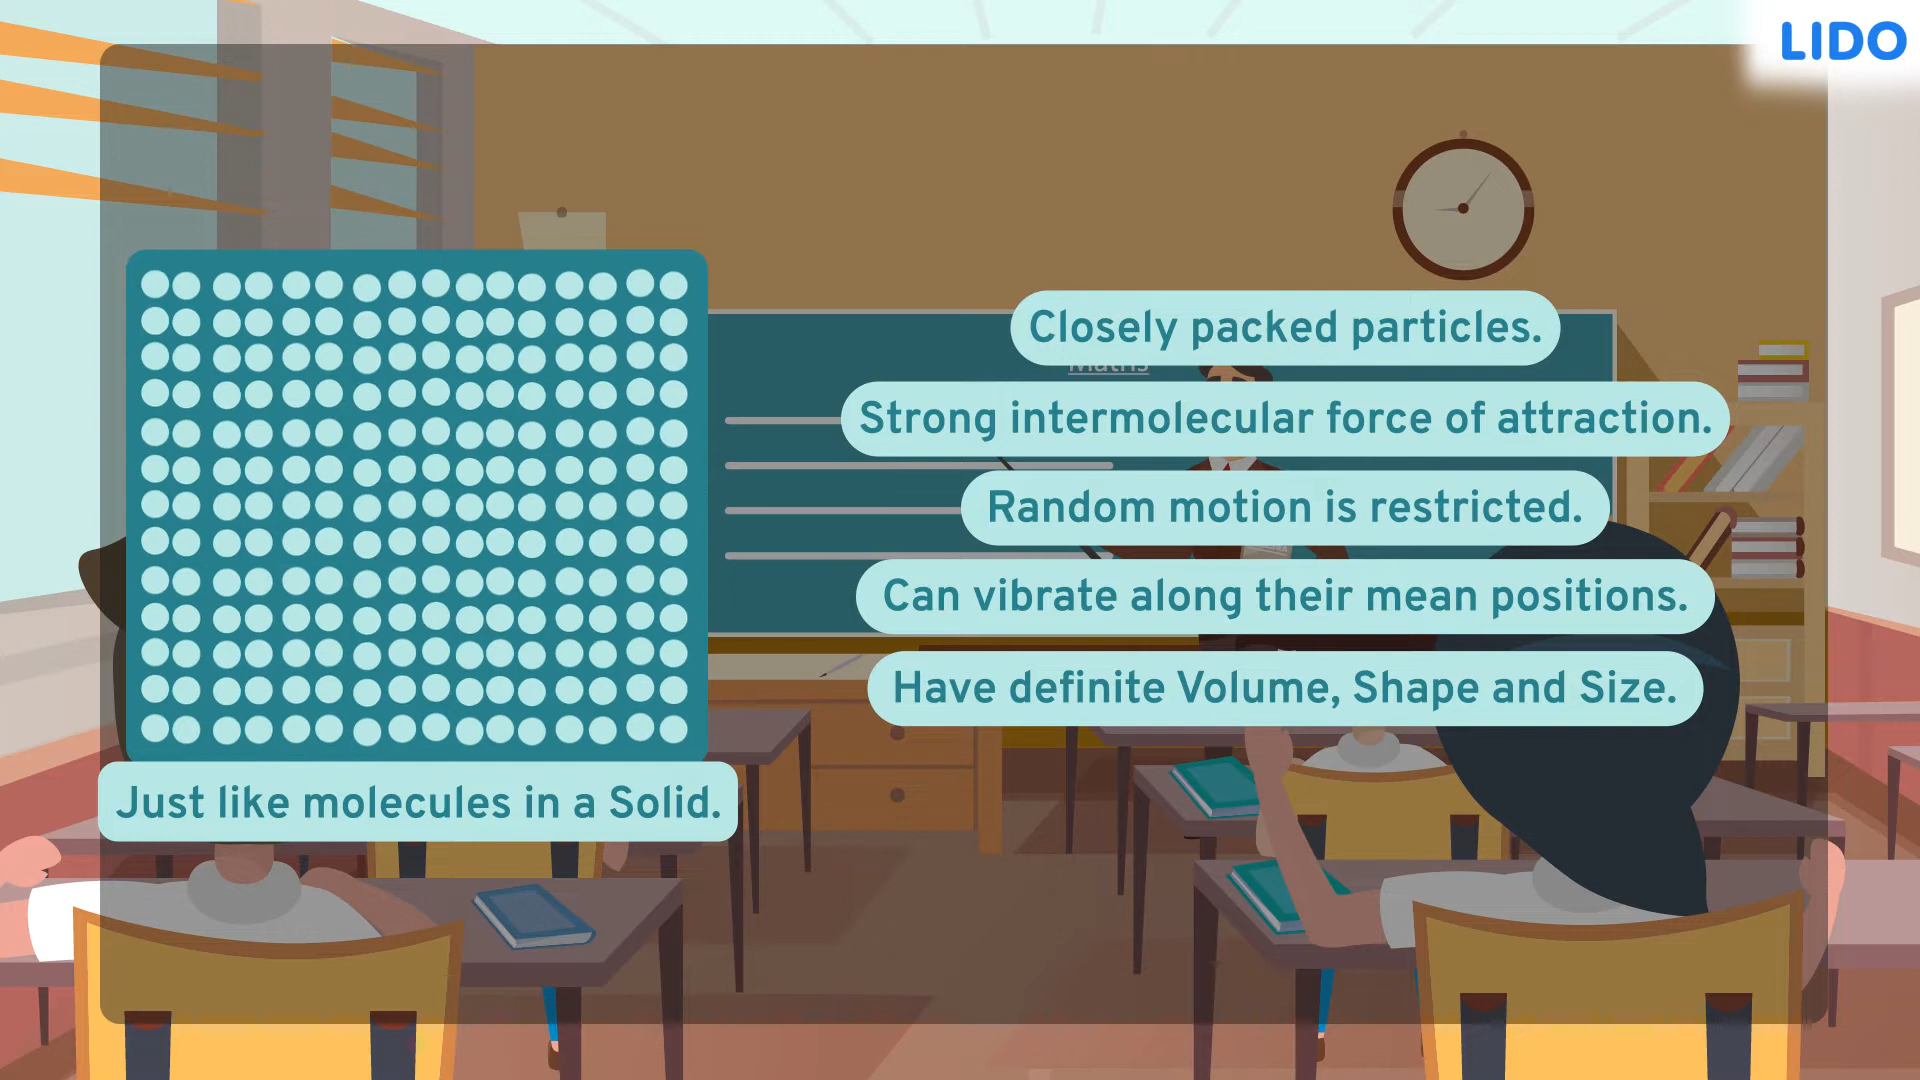 LIDO
Closely packed particles.
Maths
Strong intermolecular force of attraction.
Random motion is restricted.
Can vibrate along their mean positions.
Have definite Volume, Shape and Size.
Just like molecules in a Solid.